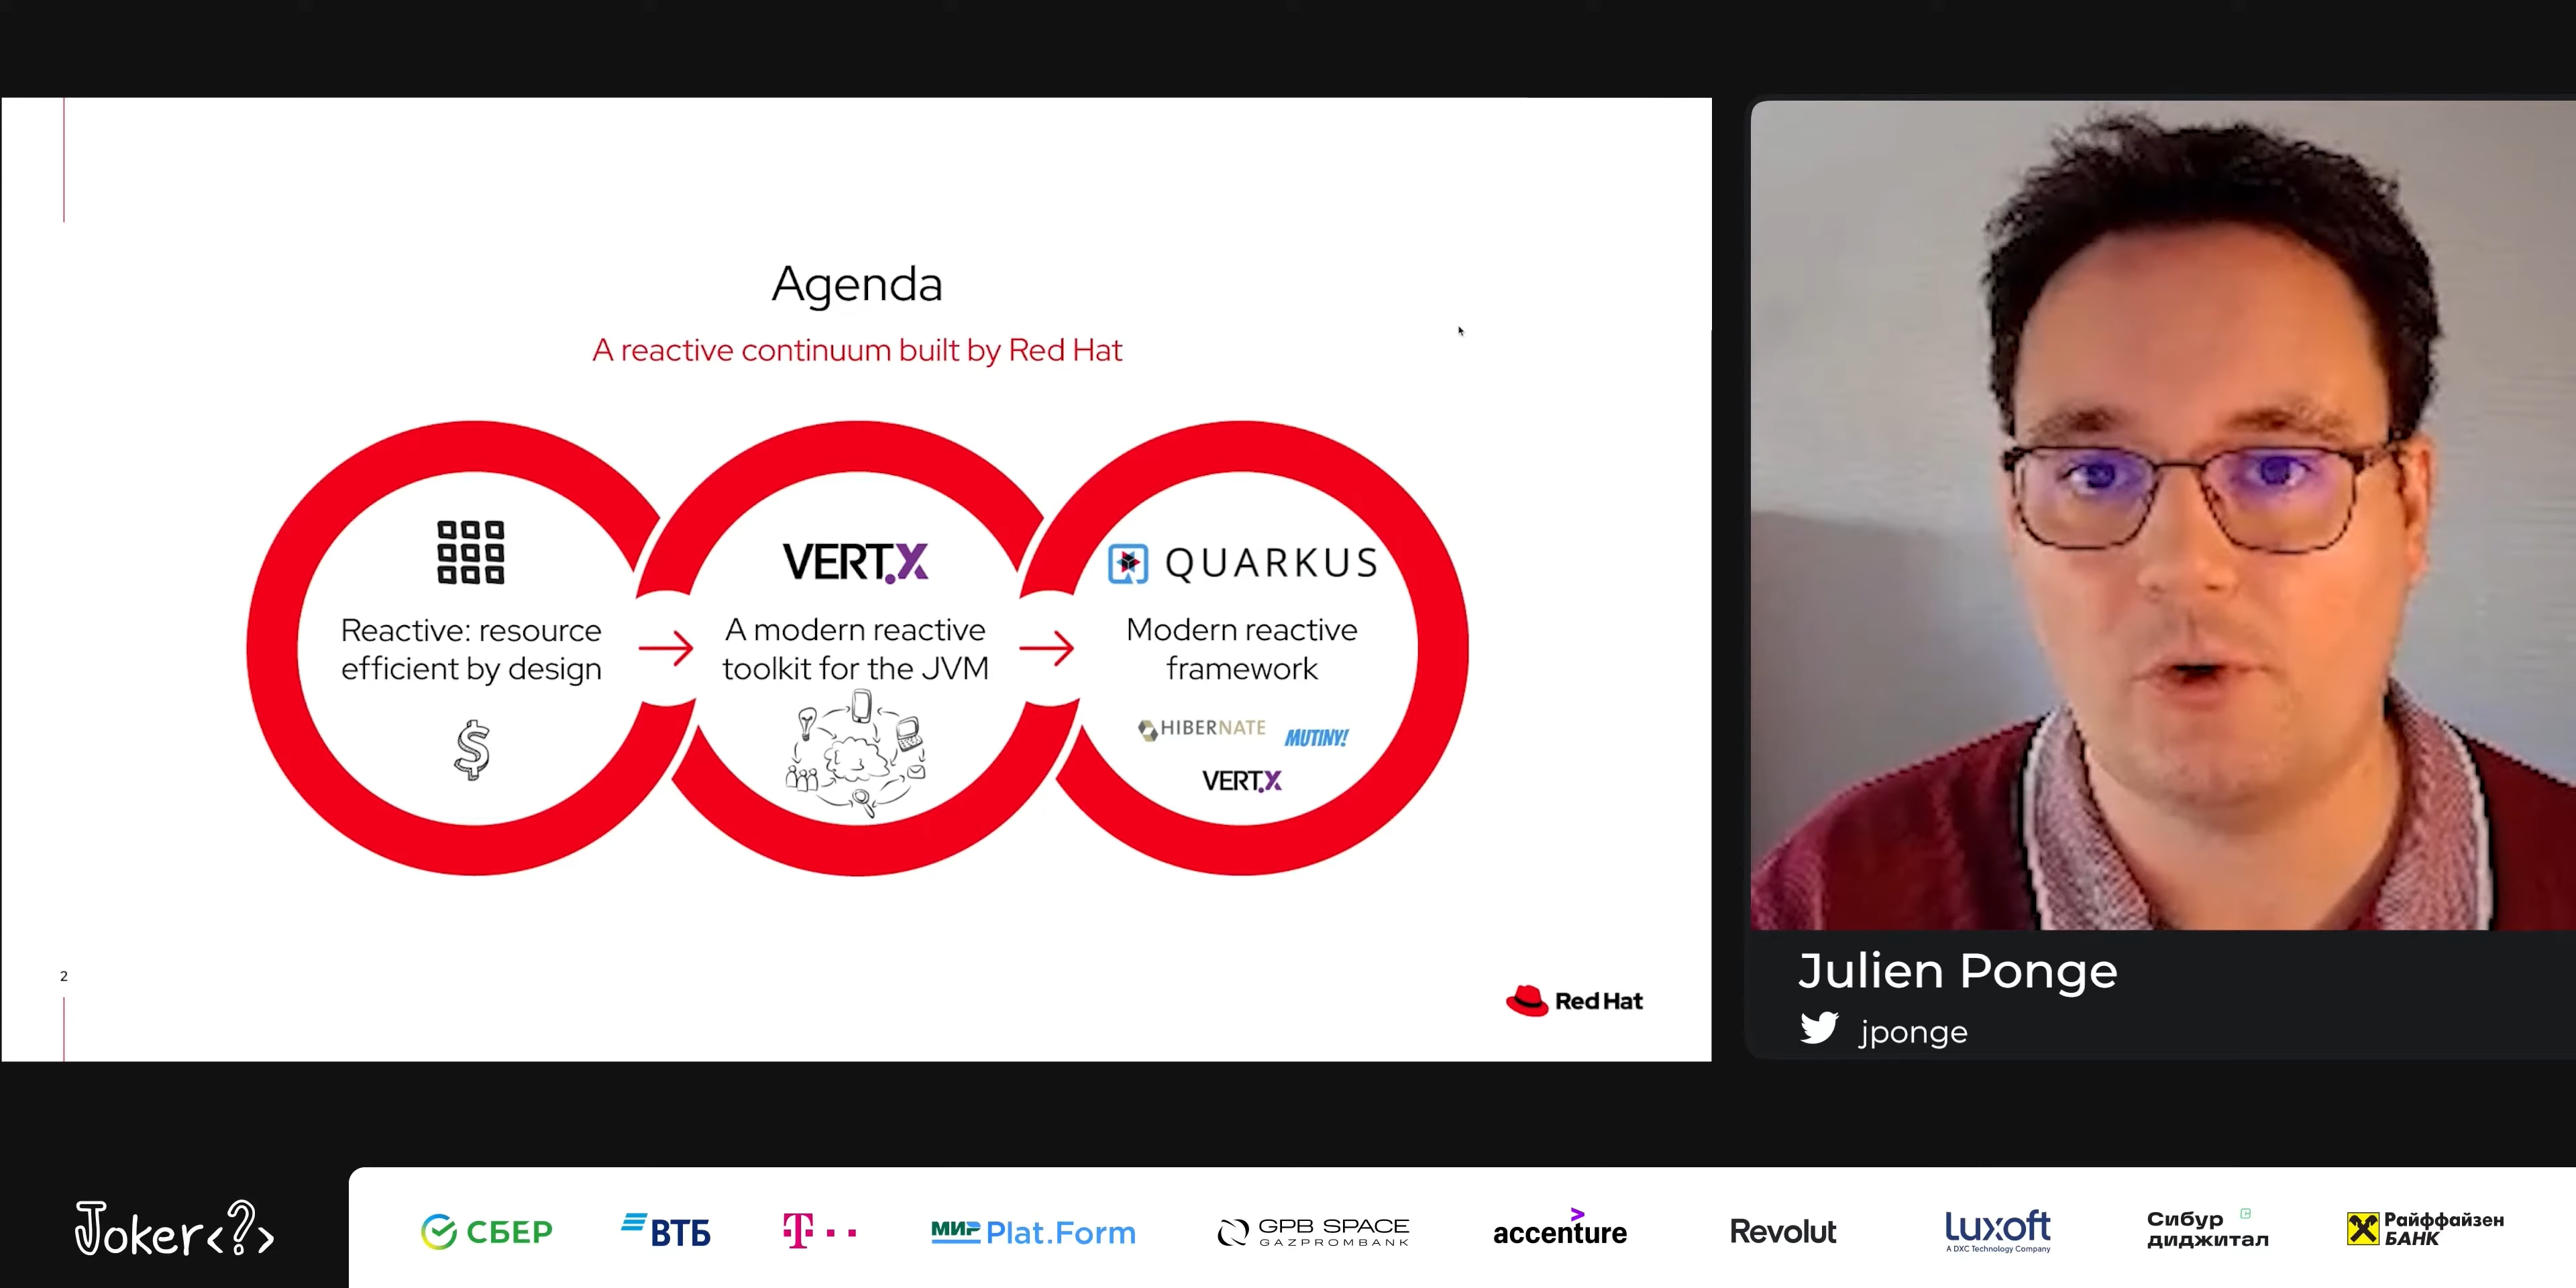 Agenda
A reactive continuum built by Red Hat
Reactive: resource
efficient by design
VERT.X
A modern reactive
toolkit for the JVM
QUARKUS
Modern reactive
framework
HIBERNATE
MUTINY!
VERT.X
2
Red Hat
Julien Ponge
jponge
Joker<?>
СБЕР
ВТБ
T
МИР Plat.Form
GPB SPACE
GAZPROMBANK
accenture
Revolut
Luxoft
A DXC Technology Company
Сибур
диджитал
Райффайзен
БАНК